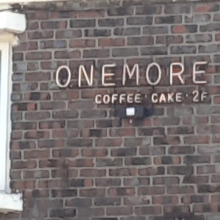 ONEMORE
COFFEE · CAKE · 2F